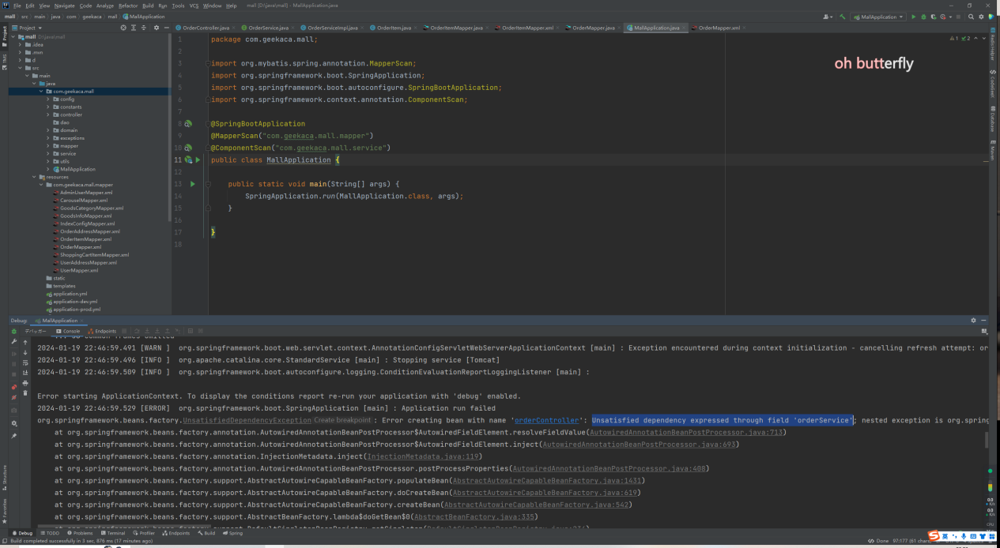 File Edit View Navigate Code Analyze Refactor Build Run Tools VCS Window Help mall [D:\java\mall] - MallApplication.java
mall src main java com geekaca mall MallApplication
MallApplication
Project
OrderController.java OrderService.java OrderServiceImpl.java OrderItem.java OrderItemMapper.java OrderItemMapper.xml OrderMapper.java MallApplication.java OrderMapper.xml
mall D:\java\mall
.idea
.mvn
d
src
main
java
com.geekaca.mall
config
constants
controller
dao
domain
exceptions
mapper
service
utils
MallApplication
resources
com.geekaca.mall.mapper
AdminUserMapper.xml
CarouselMapper.xml
GoodsCategoryMapper.xml
GoodsInfoMapper.xml
IndexConfigMapper.xml
OrderAddressMapper.xml
OrderItemMapper.xml
OrderMapper.xml
ShoppingCartItemMapper.xml
UserAddressMapper.xml
UserMapper.xml
static
templates
application.yml
application-dev.yml
application-prod.yml
1 package com.geekaca.mall;
2
3 import org.mybatis.spring.annotation.MapperScan;
4 import org.springframework.boot.SpringApplication;
5 import org.springframework.boot.autoconfigure.SpringBootApplication;
6 import org.springframework.context.annotation.ComponentScan;
7
8 @SpringBootApplication
9 @MapperScan("com.geekaca.mall.mapper")
10 @ComponentScan("com.geekaca.mall.service")
11 public class MallApplication {
12
13 public static void main(String[] args) {
14 SpringApplication.run(MallApplication.class, args);
15 }
16
17 }
18
1 2
oh butterfly
Redis Helper
CodeGeeX
Database
Maven
Debug: MallApplication
デバッガー Console Endpoints
2024-01-19 22:46:59.491 [WARN ] org.springframework.boot.web.servlet.context.AnnotationConfigServletWebServerApplicationContext [main] : Exception encountered during context initialization - cancelling refresh attempt: or
2024-01-19 22:46:59.496 [INFO ] org.apache.catalina.core.StandardService [main] : Stopping service [Tomcat]
2024-01-19 22:46:59.509 [INFO ] org.springframework.boot.autoconfigure.logging.ConditionEvaluationReportLoggingListener [main] :
Error starting ApplicationContext. To display the conditions report re-run your application with 'debug' enabled.
2024-01-19 22:46:59.529 [ERROR] org.springframework.boot.SpringApplication [main] : Application run failed
org.springframework.beans.factory.UnsatisfiedDependencyException Create breakpoint : Error creating bean with name 'orderController': Unsatisfied dependency expressed through field 'orderService'; nested exception is org.spring
at org.springframework.beans.factory.annotation.AutowiredAnnotationBeanPostProcessor$AutowiredFieldElement.resolveFieldValue(AutowiredAnnotationBeanPostProcessor.java:713)
at org.springframework.beans.factory.annotation.AutowiredAnnotationBeanPostProcessor$AutowiredFieldElement.inject(AutowiredAnnotationBeanPostProcessor.java:693)
at org.springframework.beans.factory.annotation.InjectionMetadata.inject(InjectionMetadata.java:119)
at org.springframework.beans.factory.annotation.AutowiredAnnotationBeanPostProcessor.postProcessProperties(AutowiredAnnotationBeanPostProcessor.java:408)
at org.springframework.beans.factory.support.AbstractAutowireCapableBeanFactory.populateBean(AbstractAutowireCapableBeanFactory.java:1431)
at org.springframework.beans.factory.support.AbstractAutowireCapableBeanFactory.doCreateBean(AbstractAutowireCapableBeanFactory.java:619)
at org.springframework.beans.factory.support.AbstractAutowireCapableBeanFactory.createBean(AbstractAutowireCapableBeanFactory.java:542)
at org.springframework.beans.factory.support.AbstractBeanFactory.lambda$doGetBean$0(AbstractBeanFactory.java:335)
Structure
Favorites
Debug TODO Problems Terminal Profiler Endpoints Build Spring
Build completed successfully in 3 sec, 876 ms (17 minutes ago)
Done 97:177
英